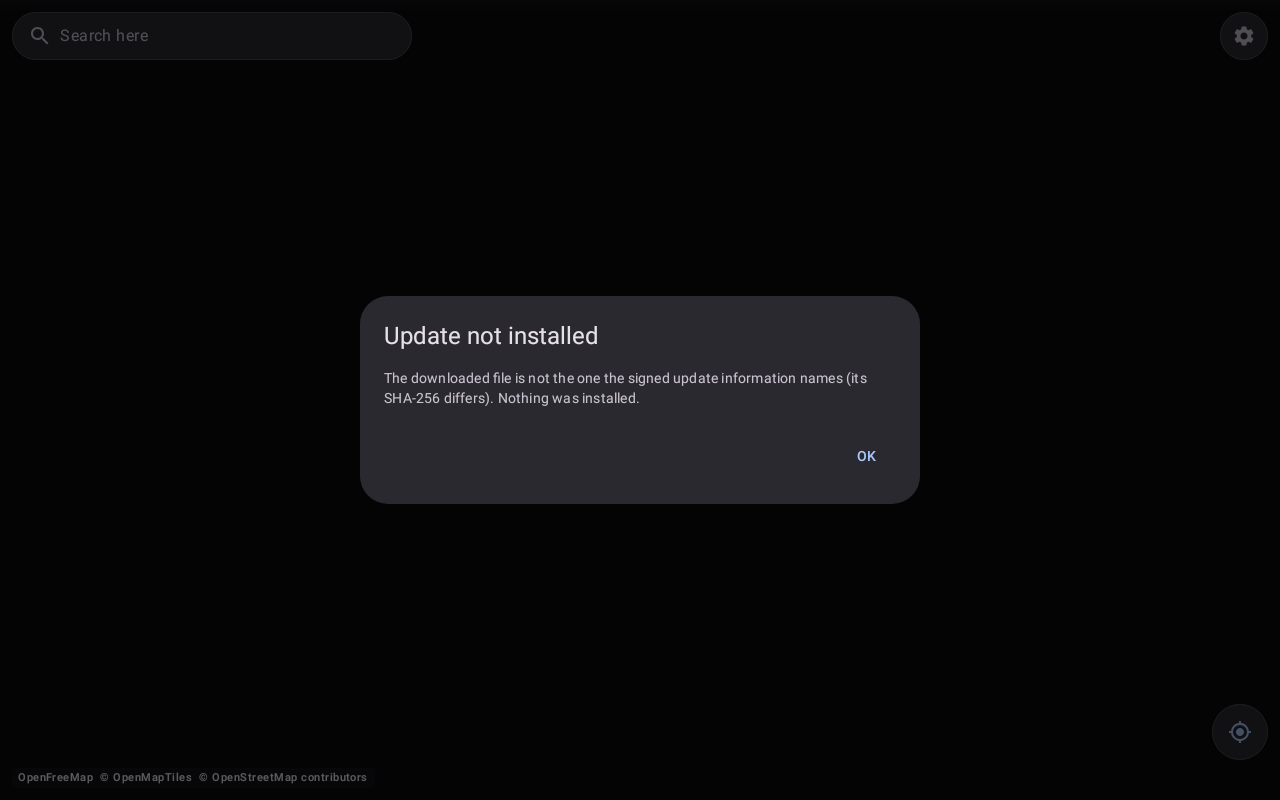 Search here
Update not installed
The downloaded file is not the one the signed update information names (its
SHA-256 differs). Nothing was installed.
OK
OpenFreeMap © OpenMapTiles © OpenStreetMap contributors